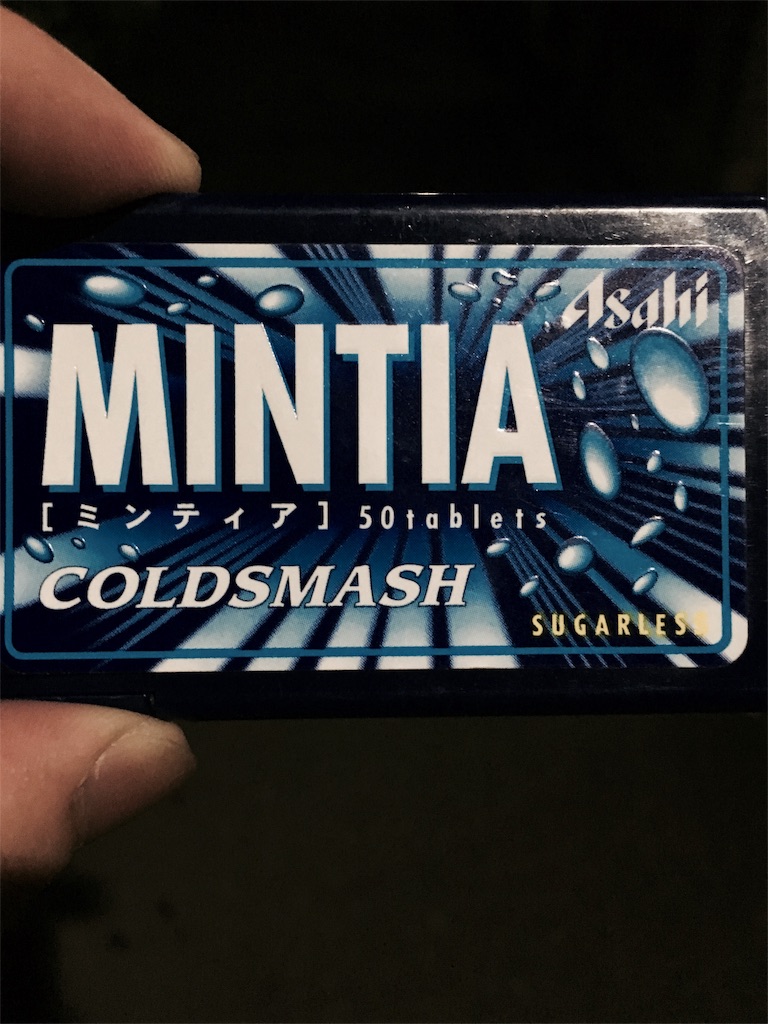 Asahi
MINTIA
[ミンティア] 50tablets
COLDSMASH
SUGARLESS